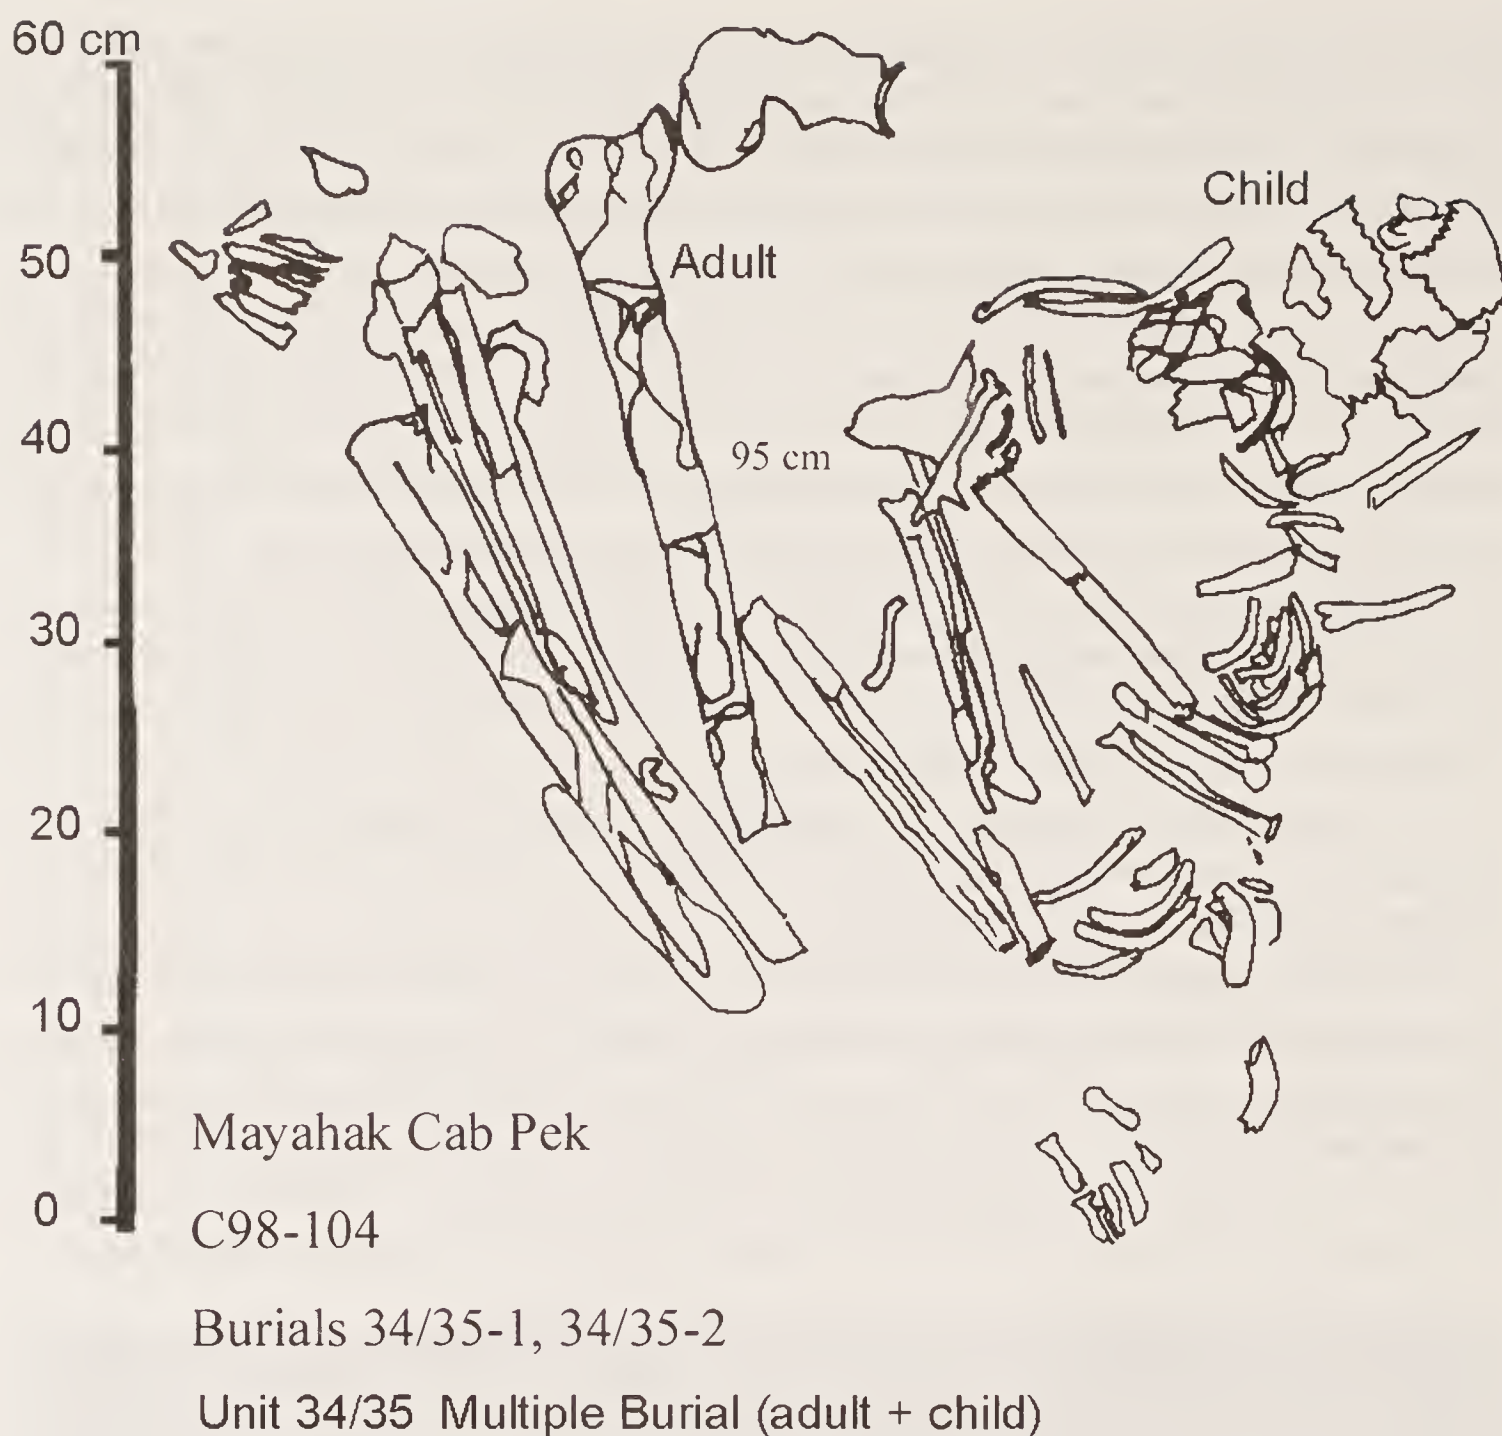 60 cm
Child
50
Adult
40
95 cm
30
20
10
Mayahak Cab Pek
0
C98-104
Burials 34/35-1, 34/35-2
Unit 34/35 Multiple Burial (adult + child)